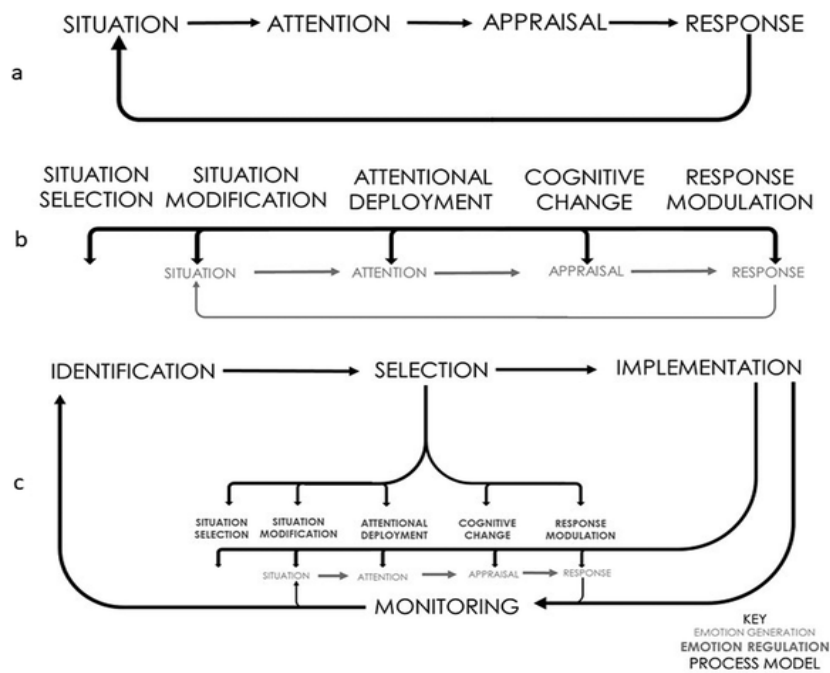 SITUATION ATTENTION APPRAISAL RESPONSE
a
SITUATION SELECTION
SITUATION MODIFICATION
ATTENTIONAL DEPLOYMENT
COGNITIVE CHANGE
RESPONSE MODULATION
b
SITUATION ATTENTION APPRAISAL RESPONSE
IDENTIFICATION SELECTION IMPLEMENTATION
c
SITUATION SELECTION
SITUATION MODIFICATION
ATTENTIONAL DEPLOYMENT
COGNITIVE CHANGE
RESPONSE MODULATION
SITUATION ATTENTION APPRAISAL RESPONSE
MONITORING
KEY
EMOTION GENERATION
EMOTION REGULATION
PROCESS MODEL